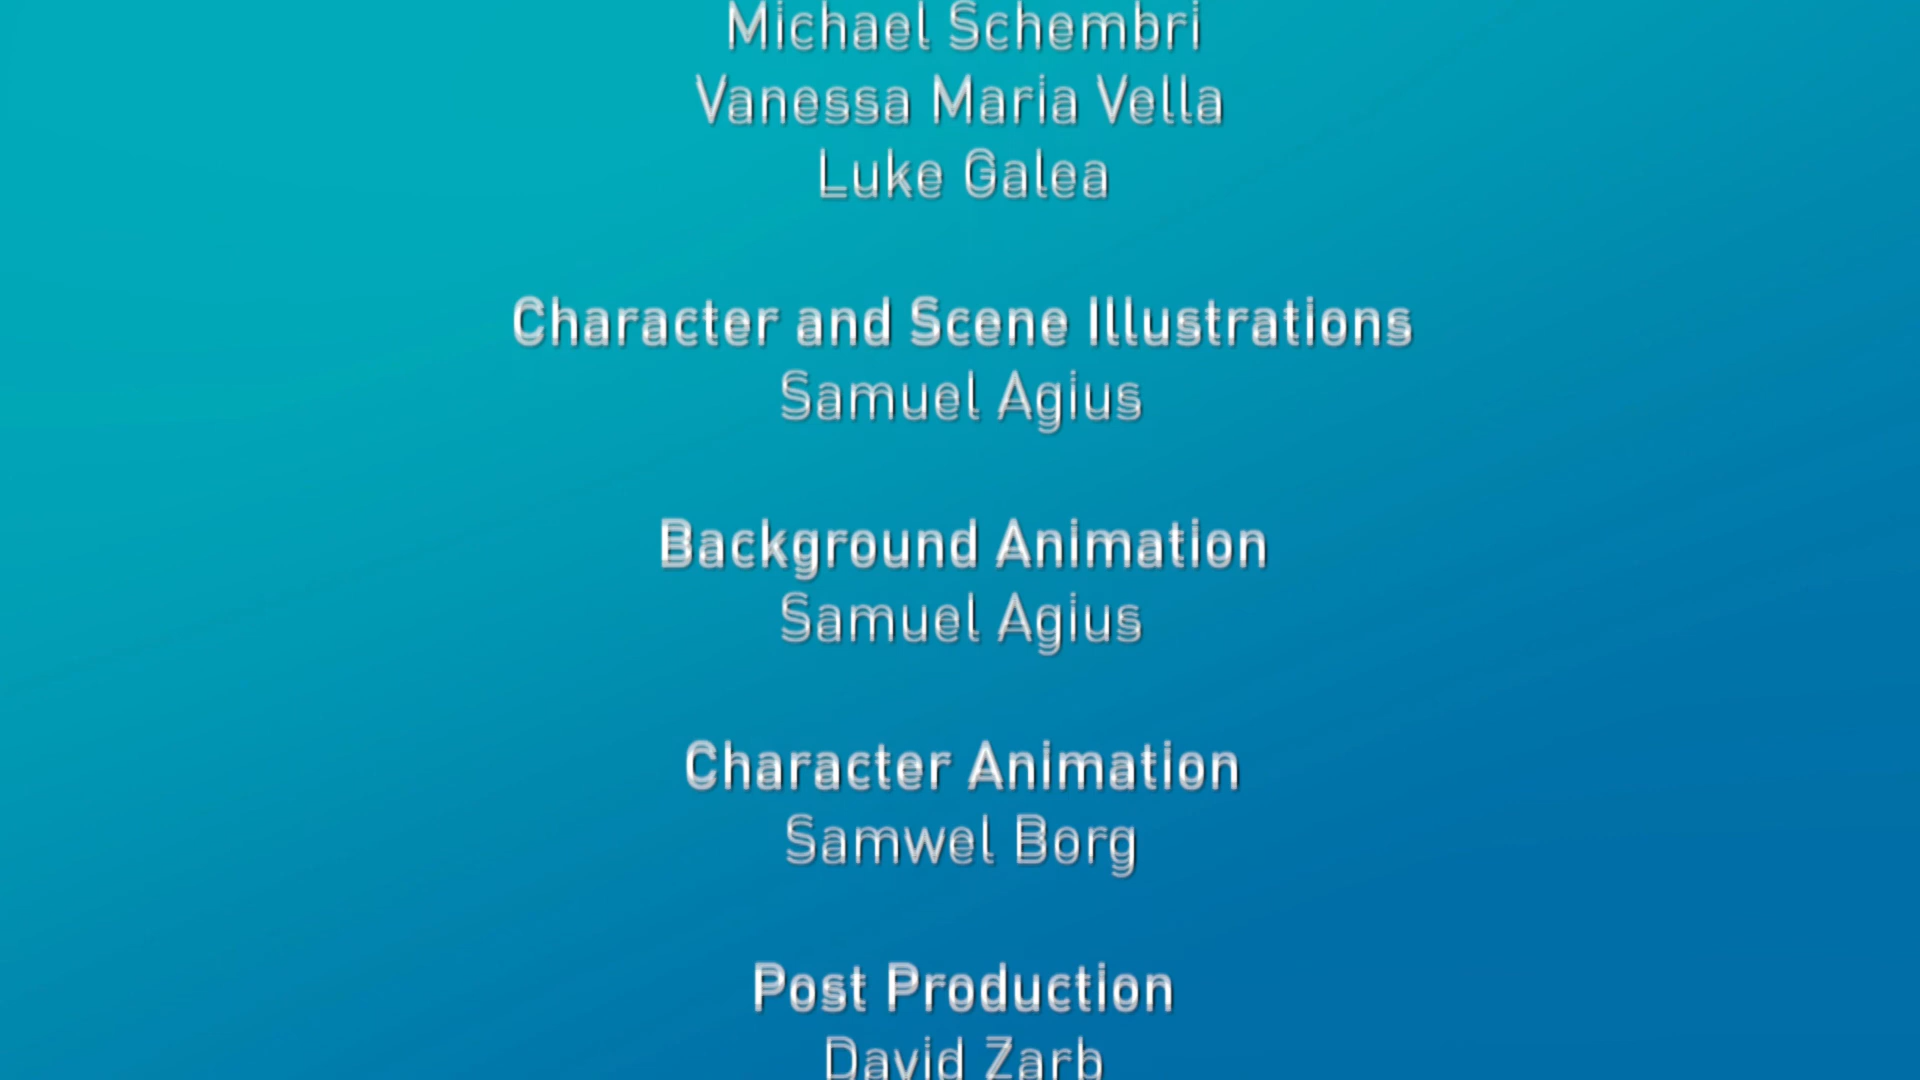 Michael Schembri
Vanessa Maria Vella
Luke Galea
Character and Scene Illustrations
Samuel Agius
Background Animation
Samuel Agius
Character Animation
Samwel Borg
Post Production
David Zarb